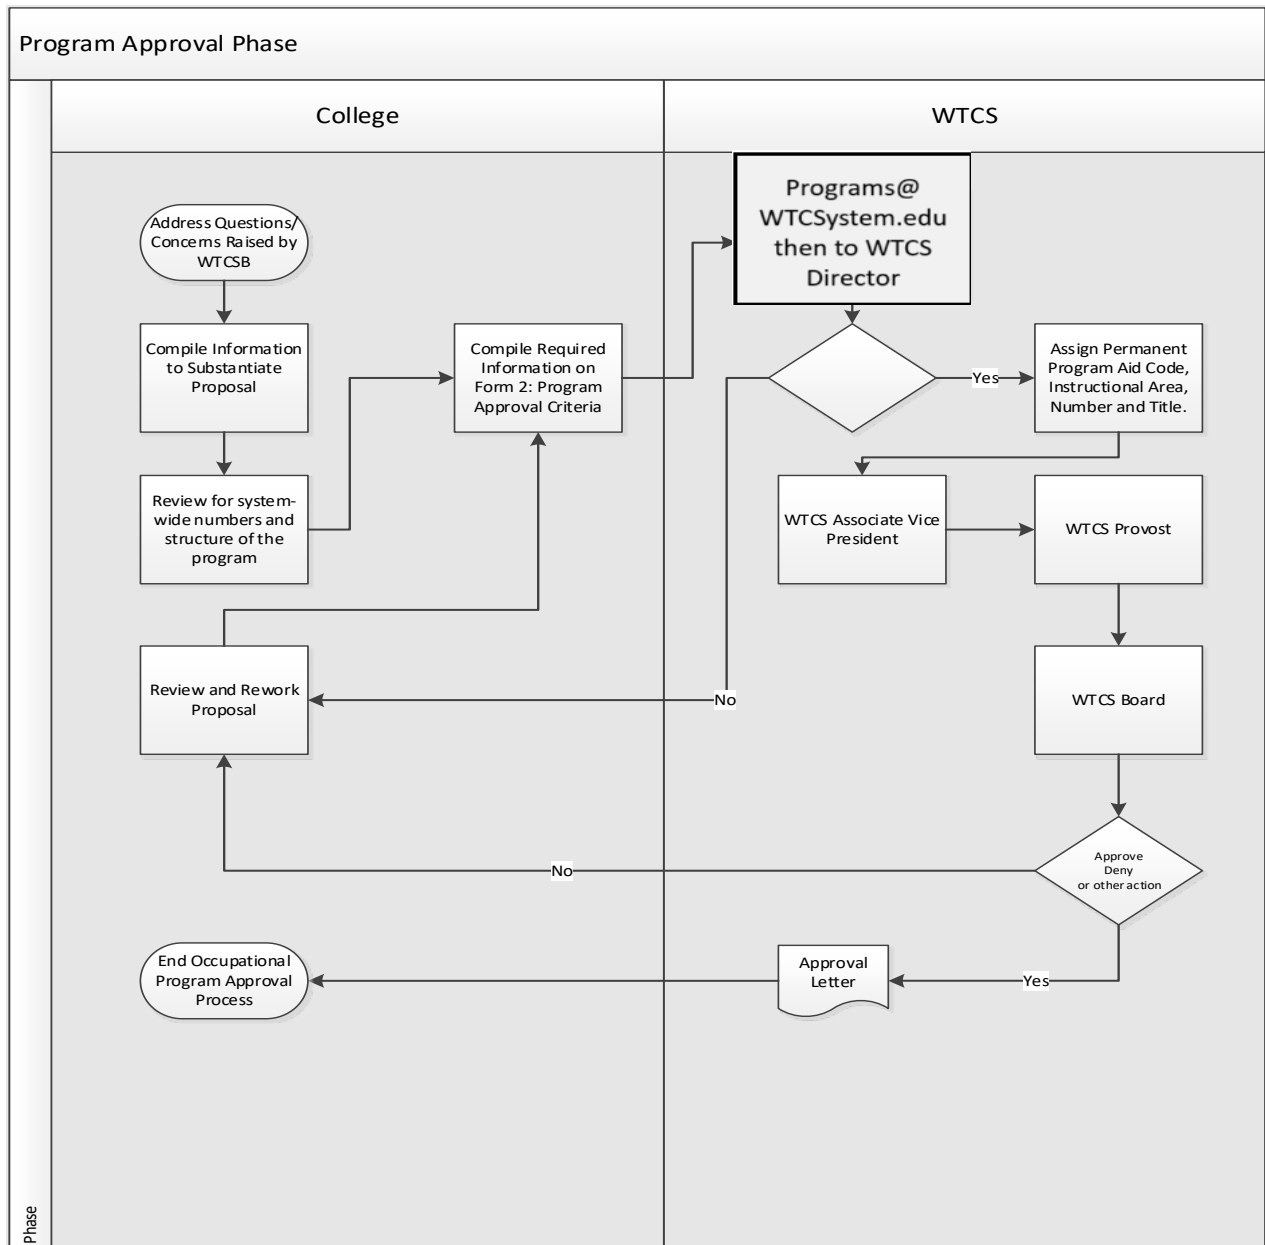 Program Approval Phase
College
WTCS
Address Questions/
Concerns Raised by
WTCSB
Compile Information
to Substantiate
Proposal
Review for system-
wide numbers and
structure of the
program
Compile Required
Information on
Form 2: Program
Approval Criteria
Review and Rework
Proposal
End Occupational
Program Approval
Process
Programs@
WTCSystem.edu
then to WTCS
Director
Yes
Assign Permanent
Program Aid Code,
Instructional Area,
Number and Title.
WTCS Associate Vice
President
WTCS Provost
No
WTCS Board
Approve
Deny
or other action
No
Yes
Approval
Letter
Phase